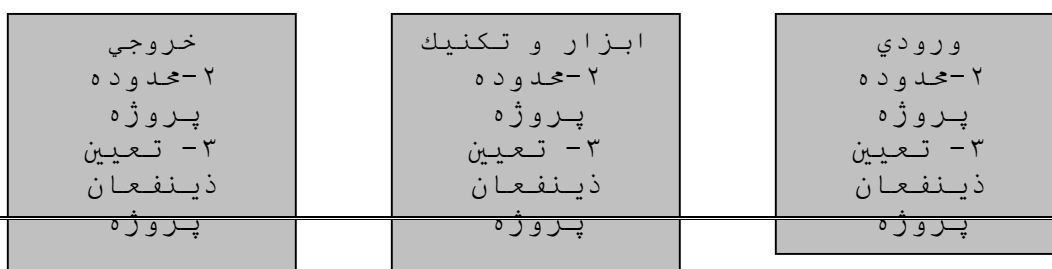 ورودي
۲-محدوده
پروژه
۳- تعيين
ذينفعان
پروژه
ابزار و تكنيك
۲-محدوده
پروژه
۳- تعيين
ذينفعان
پروژه
خروجي
۲-محدوده
پروژه
۳- تعيين
ذينفعان
پروژه